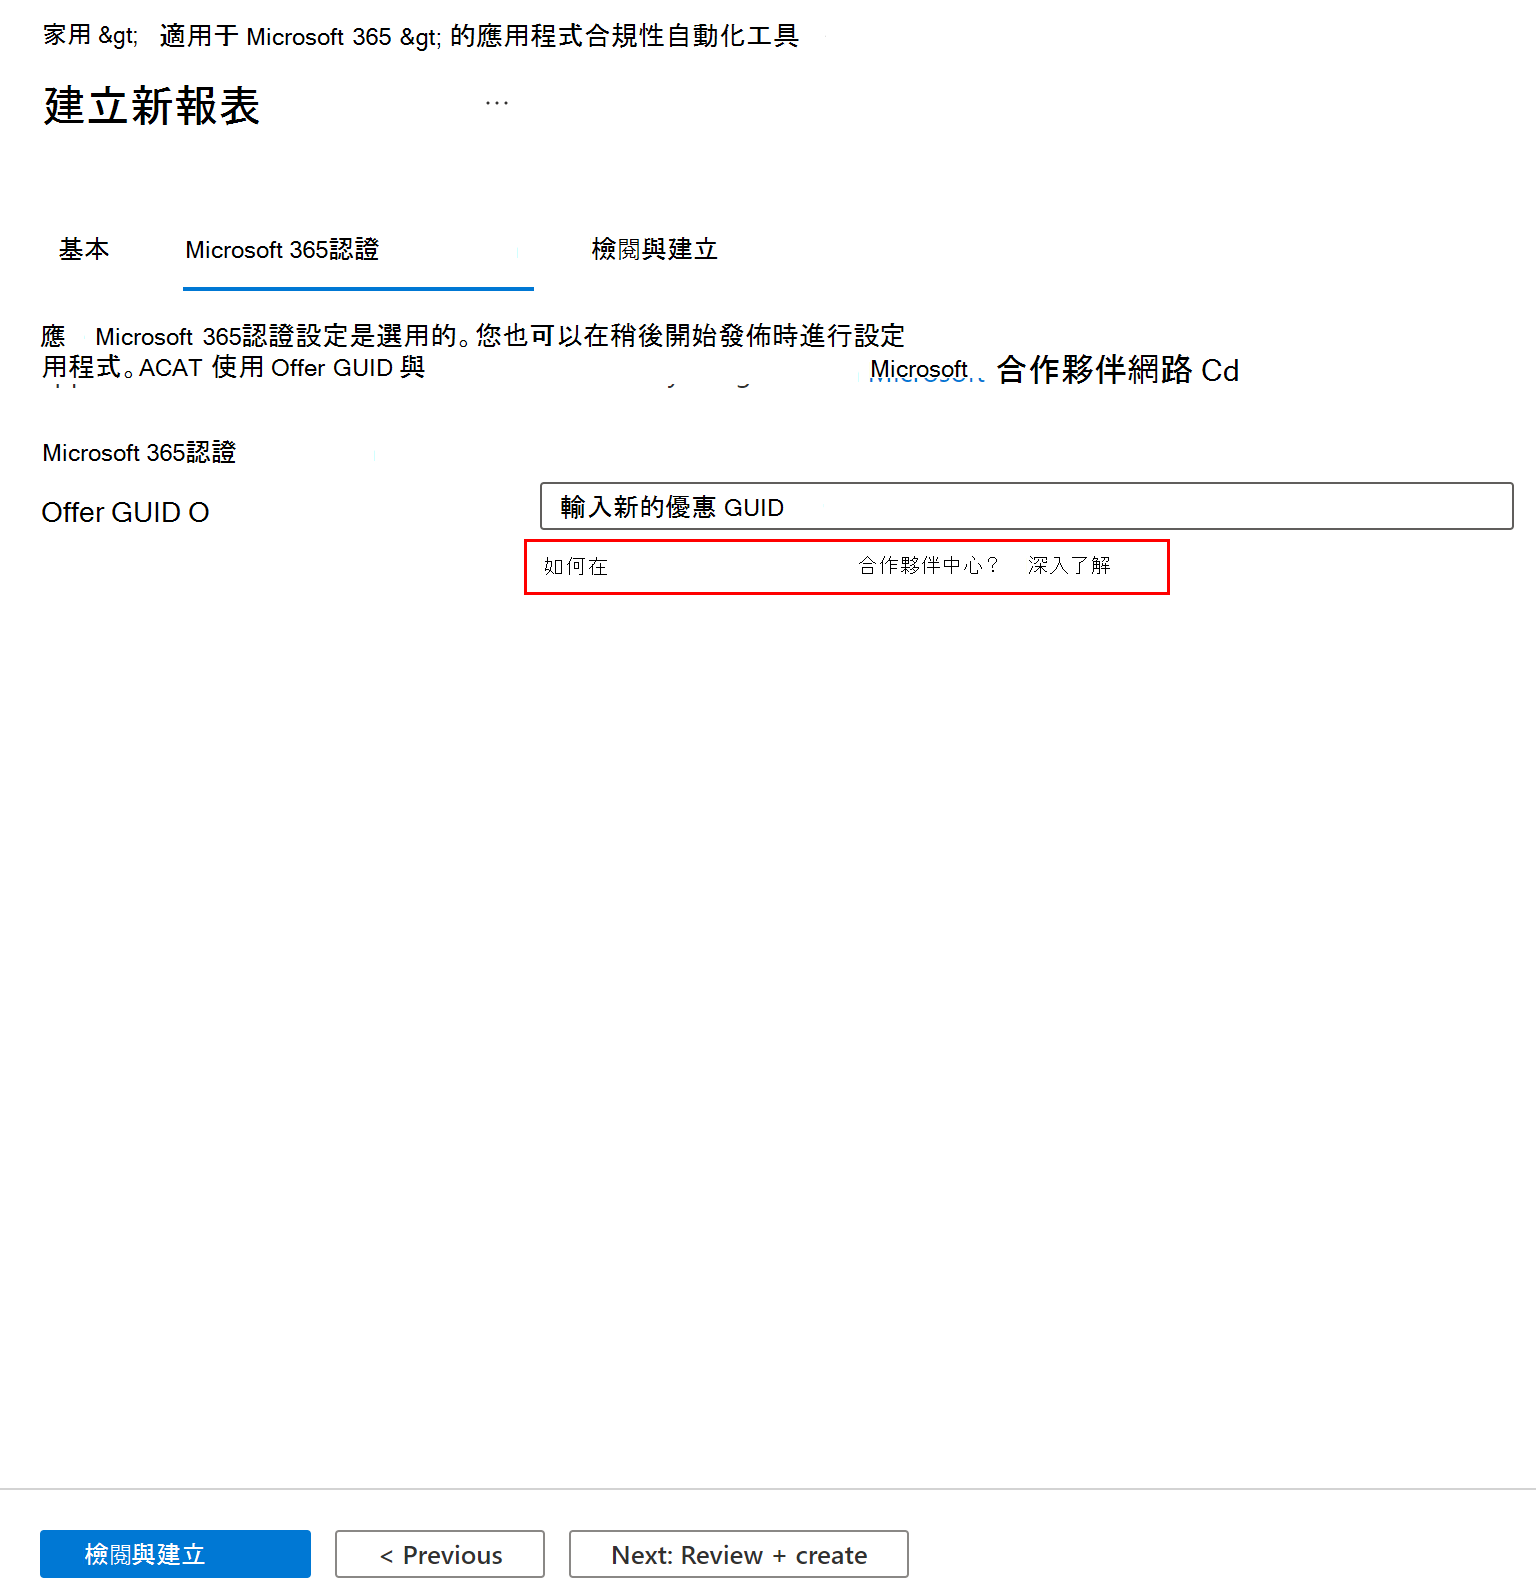 家用 &gt; 適用于 Microsoft 365 &gt; 的應用程式合規性自動化工具
建立新報表 ...
基本 Microsoft 365認證 檢閱與建立
應 Microsoft 365認證設定是選用的。您也可以在稍後開始發佈時進行設定
用程式。ACAT 使用 Offer GUID 與 Microsoft 合作夥伴網路 Cd
Microsoft 365認證
Offer GUID O 輸入新的優惠 GUID
如何在 合作夥伴中心？ 深入了解
檢閱與建立 < Previous Next: Review + create